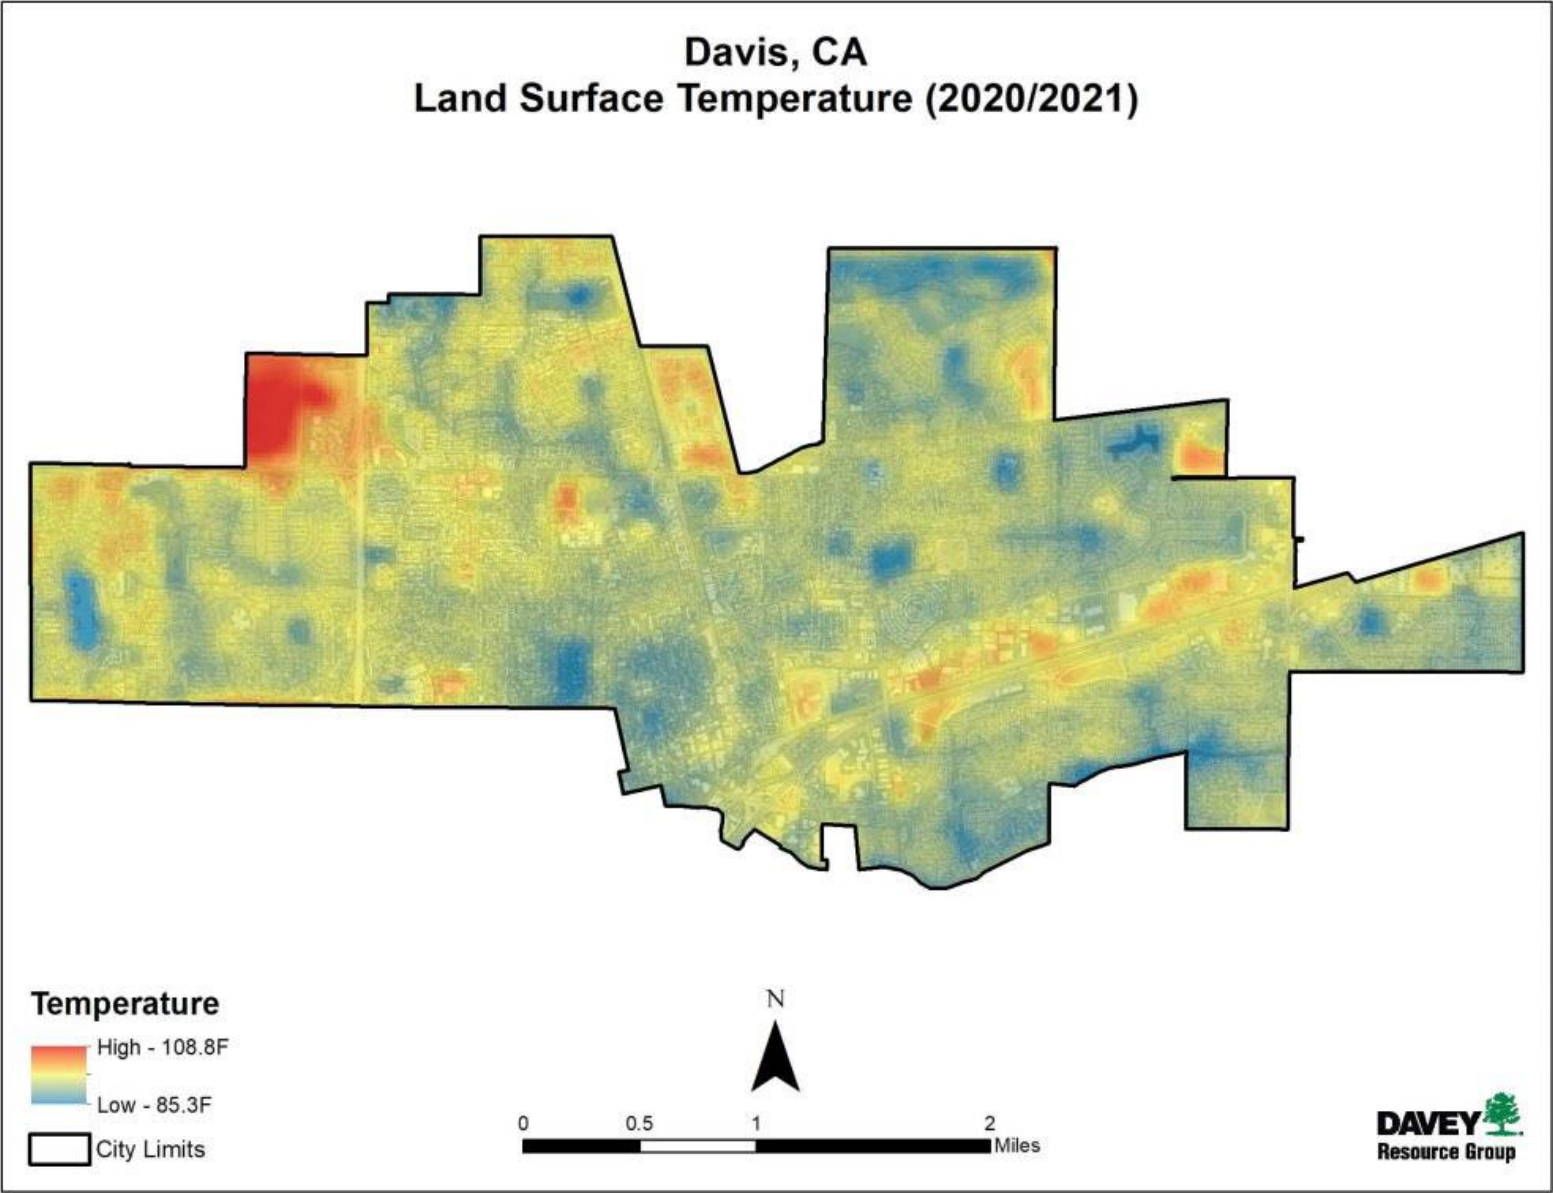 Davis, CA
Land Surface Temperature (2020/2021)
Temperature
High - 108.8F
Low - 85.3F
City Limits
N
0 0.5 1 2
Miles
DAVEY
Resource Group